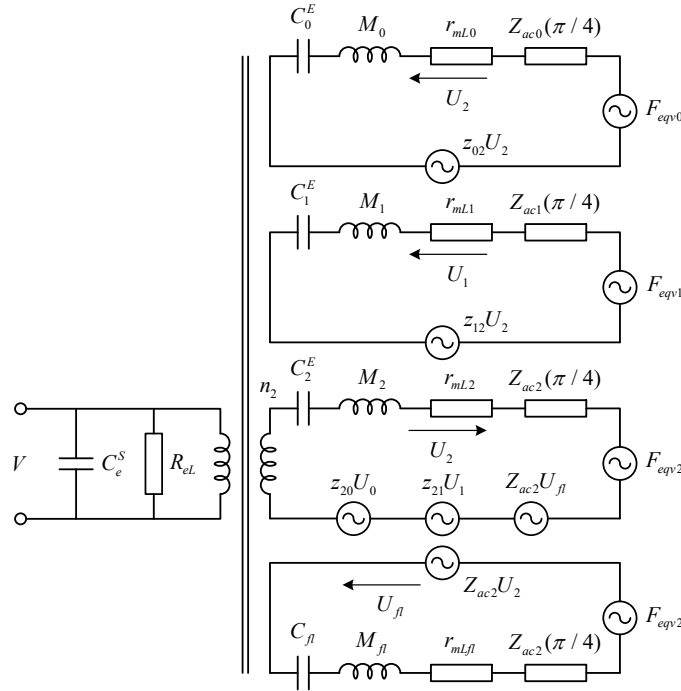 C_0^E M_0 r_{mL0} Z_{ac0}(π / 4)
U_2
F_{eqv0}
z_{02}U_2
C_1^E M_1 r_{mL1} Z_{ac1}(π / 4)
U_1
F_{eqv1}
z_{12}U_2
n_2 C_2^E M_2 r_{mL2} Z_{ac2}(π / 4)
U_2
V C_e^S R_{eL} F_{eqv2}
z_{20}U_0 z_{21}U_1 Z_{ac2}U_{fl}
Z_{ac2}U_2
U_{fl} F_{eqv2}
C_{fl} M_{fl} r_{mLfl} Z_{ac2}(π / 4)